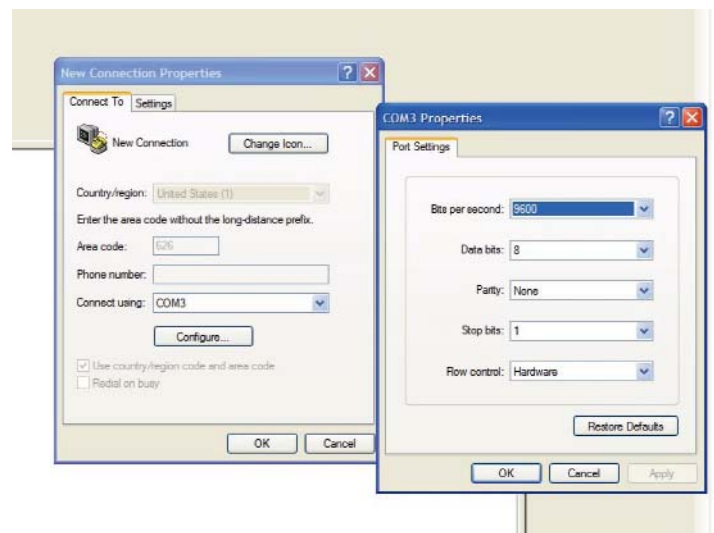 New Connection Properties
Connect To Settings
New Connection
Change Icon...
Country/region: United States (1)
Enter the area code without the long-distance prefix.
Area code: 626
Phone number:
Connect using: COM3
Configure...
Use country/region code and area code
Redial on busy
OK Cancel
COM3 Properties
Port Settings
Bits per second: 9600
Data bits: 8
Parity: None
Stop bits: 1
Flow control: Hardware
Restore Defaults
OK Cancel Apply